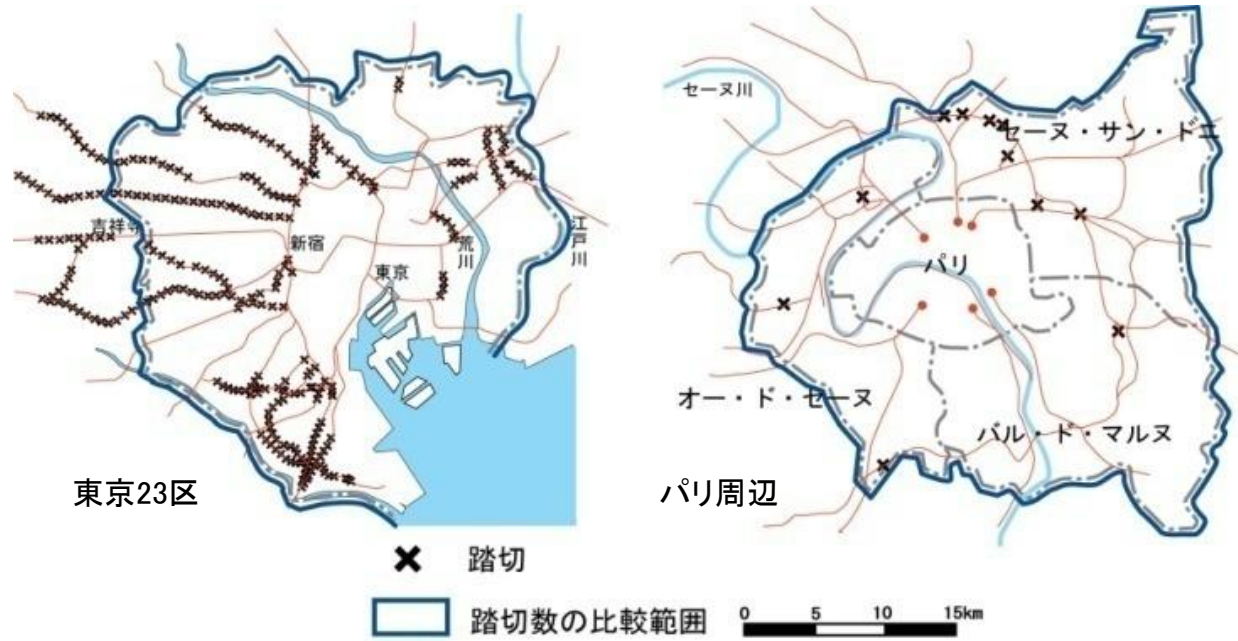 吉祥寺
新宿
東京
荒川
江戸川
東京23区
セーヌ川
セーヌ・サン・ドニ
パリ
オー・ド・セーヌ
バル・ド・マルヌ
パリ周辺
踏切
踏切数の比較範囲
0 5 10 15km